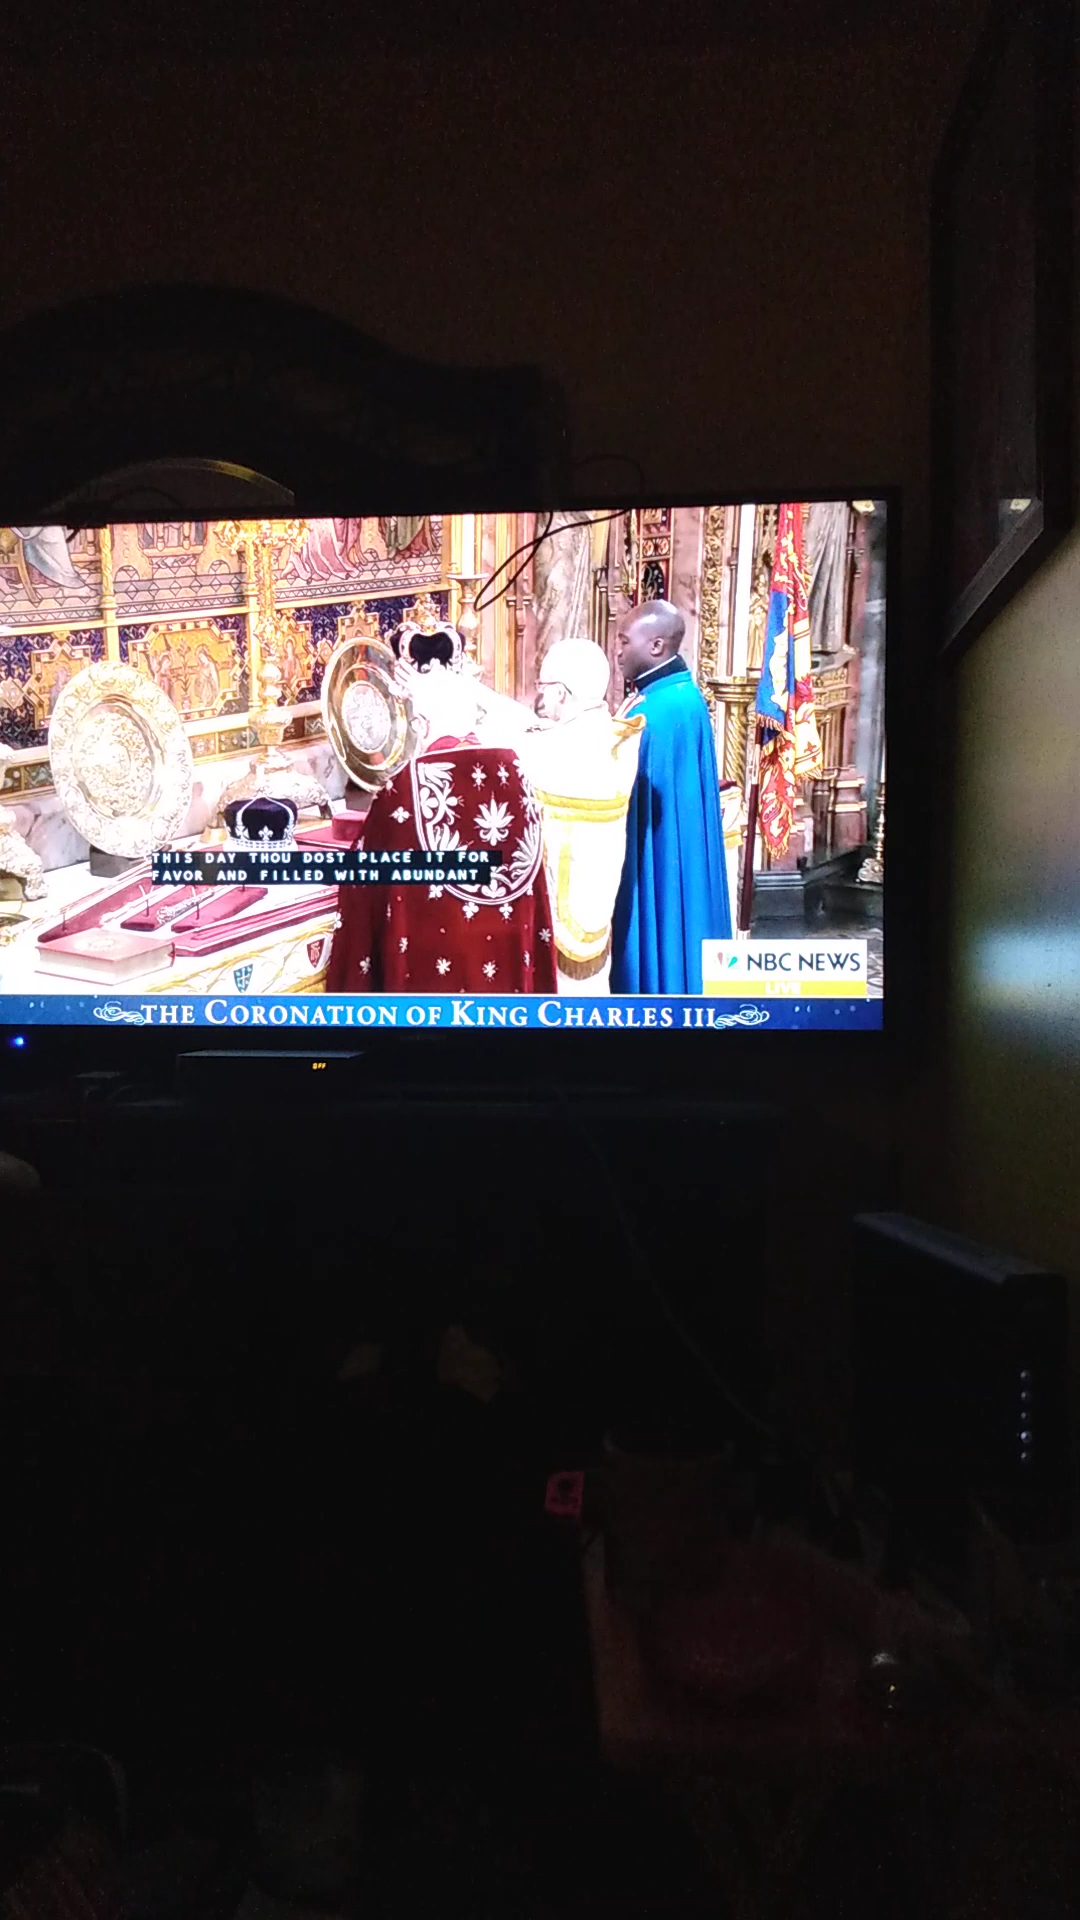 THIS DAY THOU DOST PLACE IT FOR
FAVOR AND FILLED WITH ABUNDANT
NBC NEWS
LIVE
THE CORONATION OF KING CHARLES III
OFF